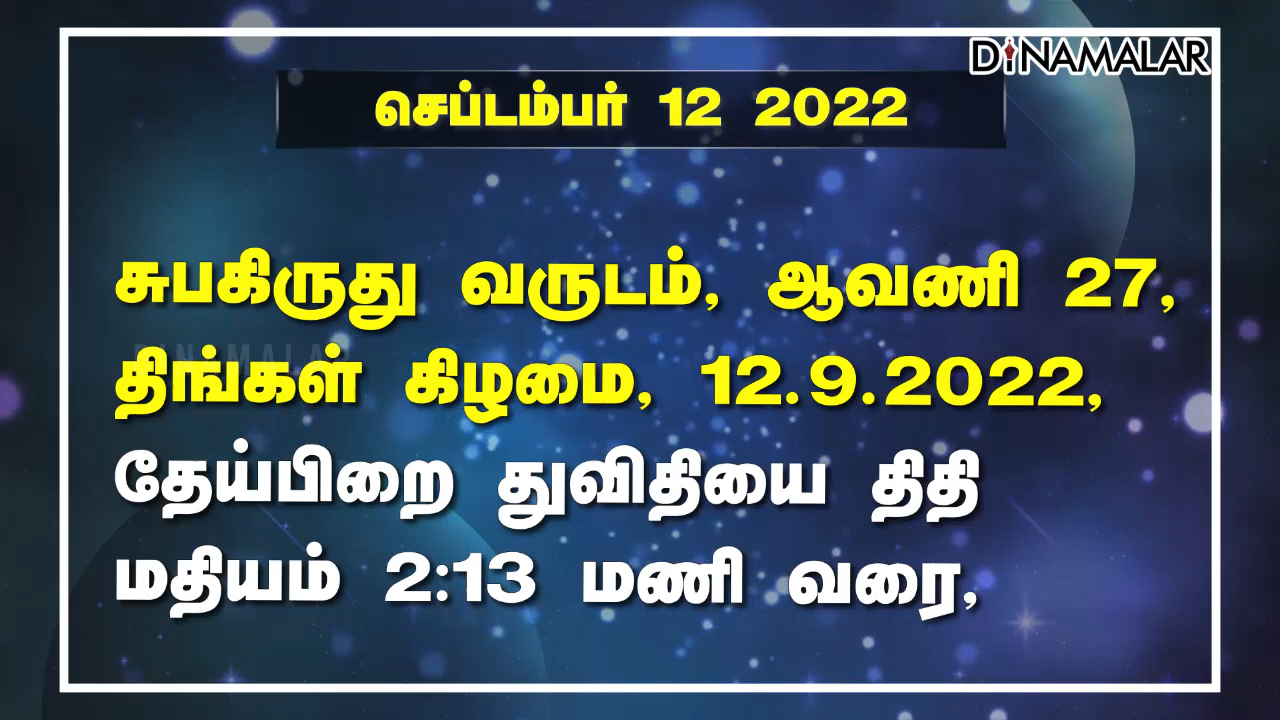 DINAMALAR
செப்டம்பர் 12 2022
சுபகிருது வருடம், ஆவணி 27,
திங்கள் கிழமை, 12.9.2022,
தேய்பிறை துவிதியை திதி
மதியம் 2:13 மணி வரை,
DINAMALAR